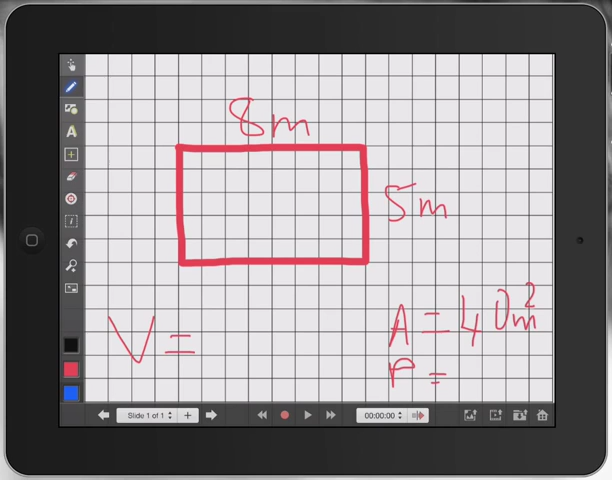 8m
5m
A = 40m²
P =
V =
A
Slide 1 of 1
00:00:00